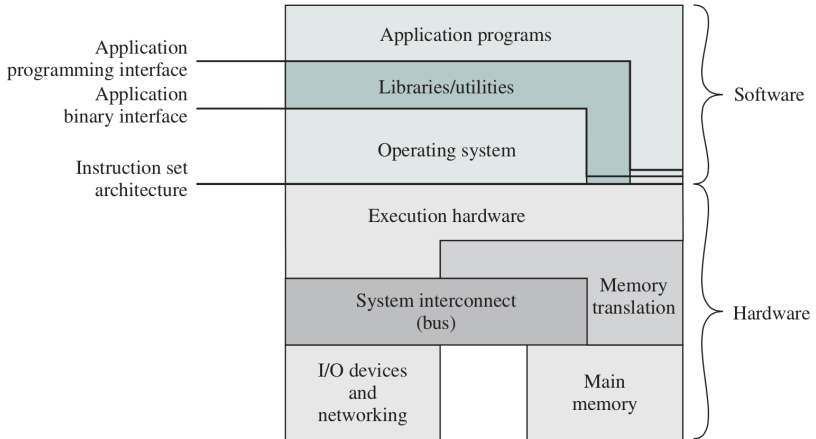 Application programs
Application
programming interface
Libraries/utilities
Application
binary interface
Software
Operating system
Instruction set
architecture
Execution hardware
Memory
translation
System interconnect
(bus)
Hardware
I/O devices
and
networking
Main
memory